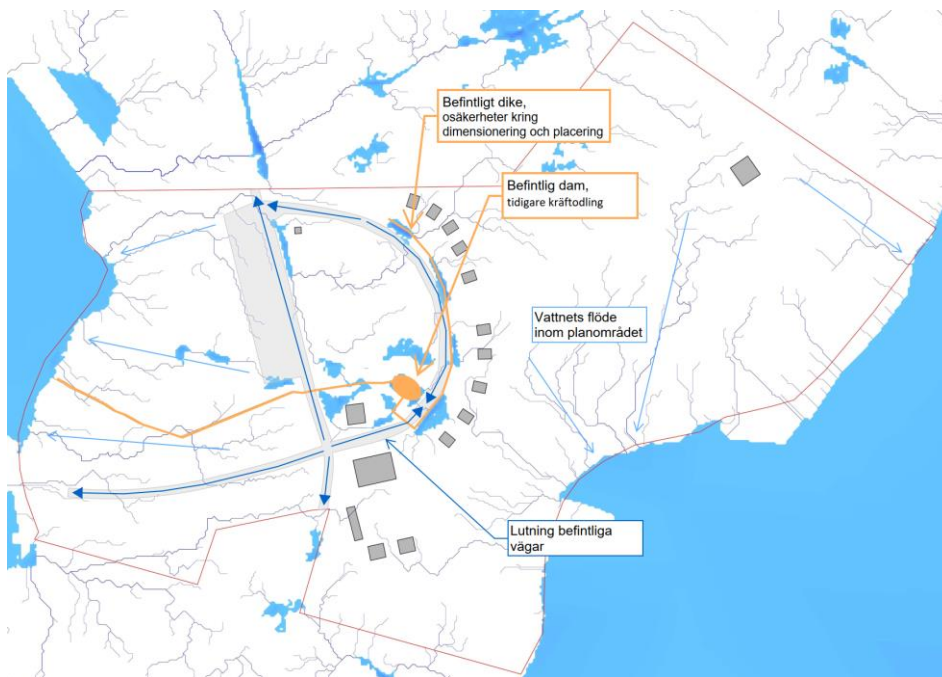 Befintligt dike,
osäkerheter kring
dimensionering och placering
Befintlig dam,
tidigare kräftodling
Vattnets flöde
inom planområdet
Lutning befintliga
vägar